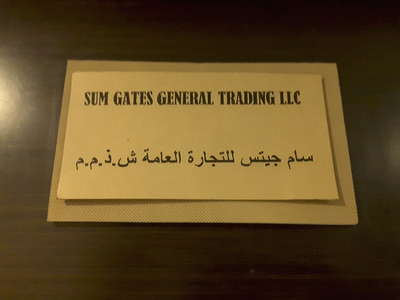 SUM GATES GENERAL TRADING LLC
سام جيتس للتجارة العامة ش.ذ.م.م